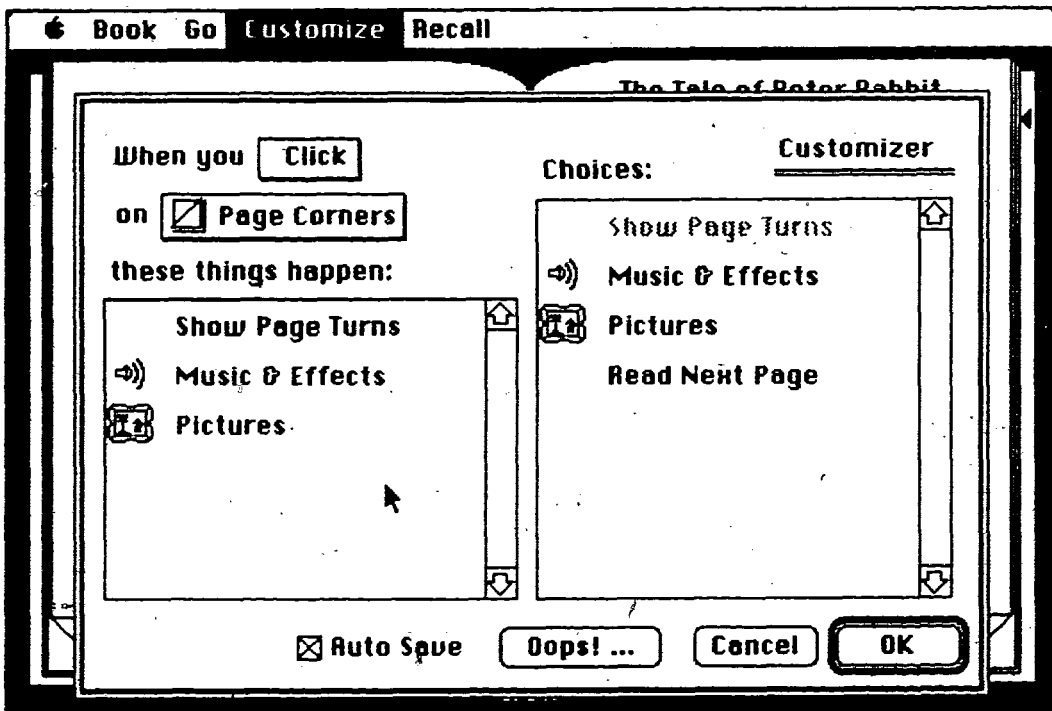 Book Go Customize Recall
The Tale of Peter Rabbit
When you Click
on Page Corners
these things happen:
Show Page Turns
Music & Effects
Pictures
Customizer
Choices:
Show Page Turns
Music & Effects
Pictures
Read Next Page
Auto Save
Oops! ...
Cancel
OK